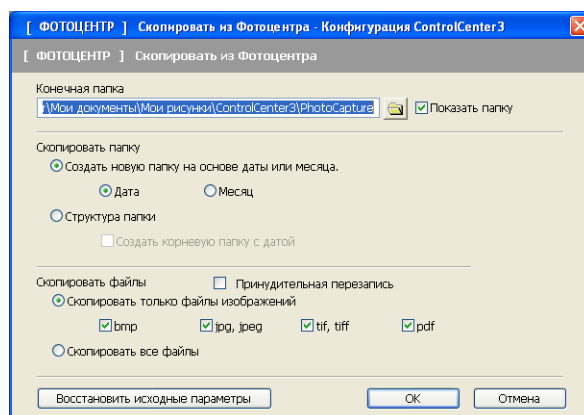 [ ФОТОЦЕНТР ] Скопировать из Фотоцентра - Конфигурация ControlCenter3
[ ФОТОЦЕНТР ] Скопировать из Фотоцентра
Конечная папка
r\Мои документы\Мои рисунки\ControlCenter3\PhotoCapture
Показать папку
Скопировать папку
Создать новую папку на основе даты или месяца.
Дата Месяц
Структура папки
Создать корневую папку с датой
Скопировать файлы Принудительная перезапись
Скопировать только файлы изображений
bmp jpg, jpeg tif, tiff pdf
Скопировать все файлы
Восстановить исходные параметры OK Отмена